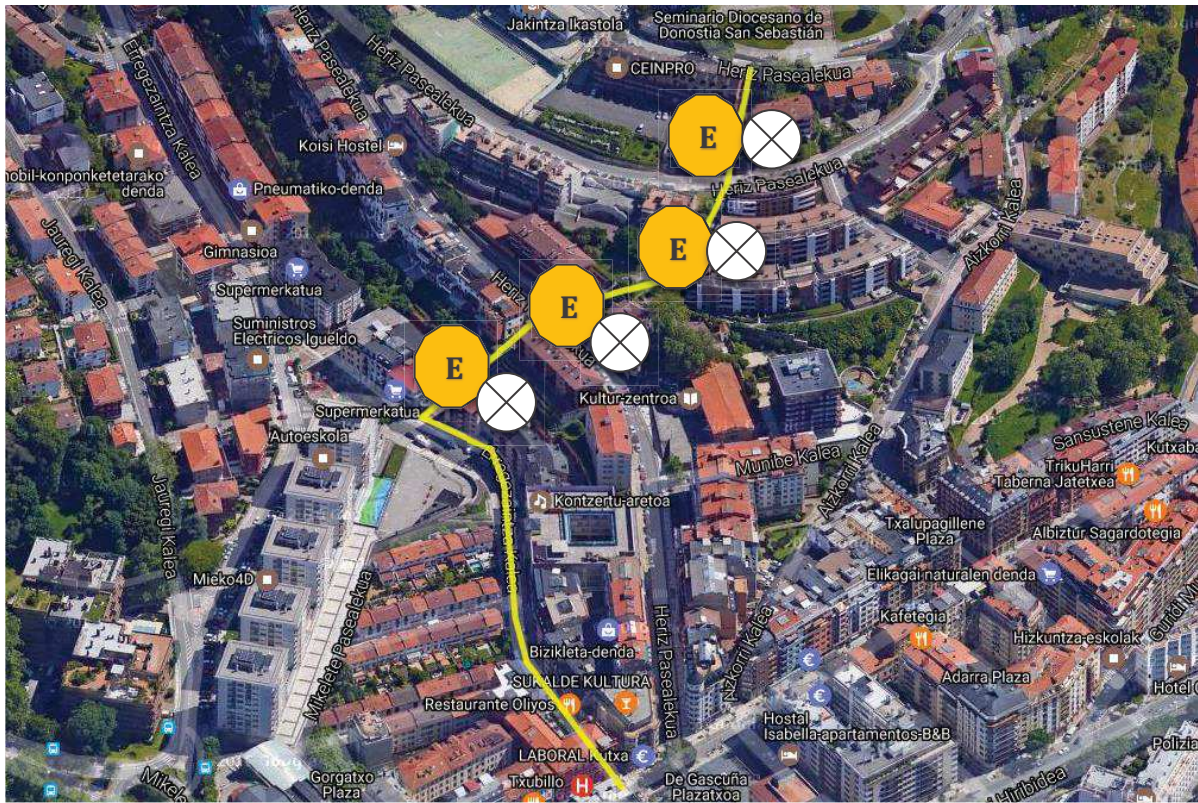 Jakintza Ikastola
Seminario Diocesano de
Donostia San Sebastián
Heriz Pasealekua
Heriz Pasealekua
Erregezaintza Kalea
CEINPRO
Heriz Pasealekua
E
Koisi Hostel
Heriz Pasealekua
denda
Pneumatiko-denda
Jauregi Kalea
Gimnasioa
E
Aizkorri Kalea
Supermerkatua
E
Suministros
Electricos Igueldo
E
Kultur-zentroa
Supermerkatua
Autoeskola
Munibe Kalea
Aizkorri Kalea
Sansustene Kalea
TrikuHarri
Taberna Jatetxea
Kutxaba
Jauregi Kalea
Erregezaintza Kalea
Kontzertu-aretoa
Txalupagillene
Plaza
Albiztur Sagardotegia
Mieko4D
Mikelete Pasealekua
Elikagai naturalen denda
Kafetegia
Heriz Pasealekua
Aizkorri Kalea
Bizikleta-denda
Hizkuntza-eskolak
SUKALDE KULTURA
Restaurante Oliyos
Adarra Plaza
Hotel
Hostal
Isabella-apartamentos-B&B
LABORAL Kutxa
Polizia
Txubillo
H
Gorgatxo
Plaza
De Gascuña
Plazatxoa
Hiribidea